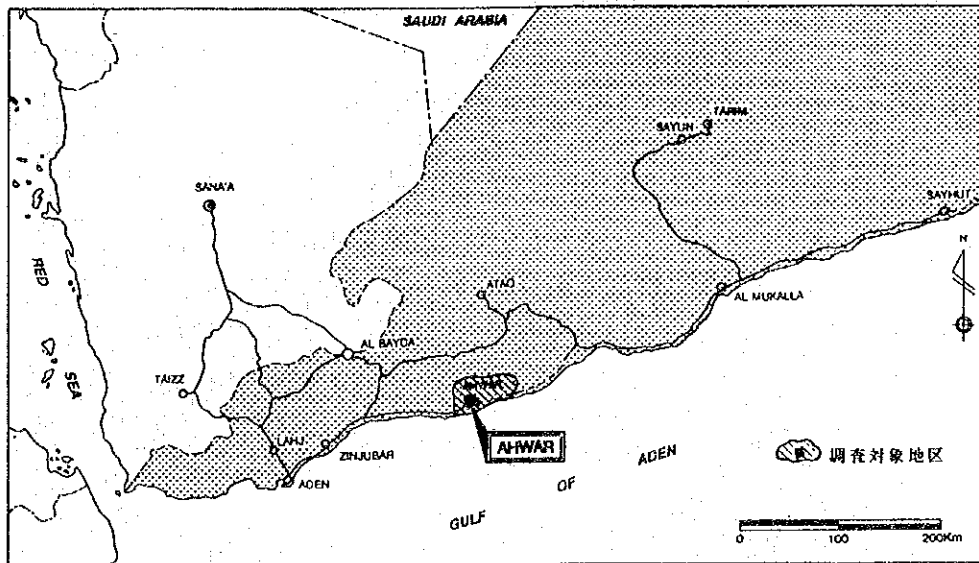 SAUDI ARABIA
TARIM
SAYUN
SANA'A
SAYHUT
N
RED
SEA
ATAQ
AL MUKALLA
AL BAYDA
TAIZZ
AHWAR
LAHJ
ZINJUBAR
ADEN
GULF
OF
ADEN
調査対象地区
0 100 200Km